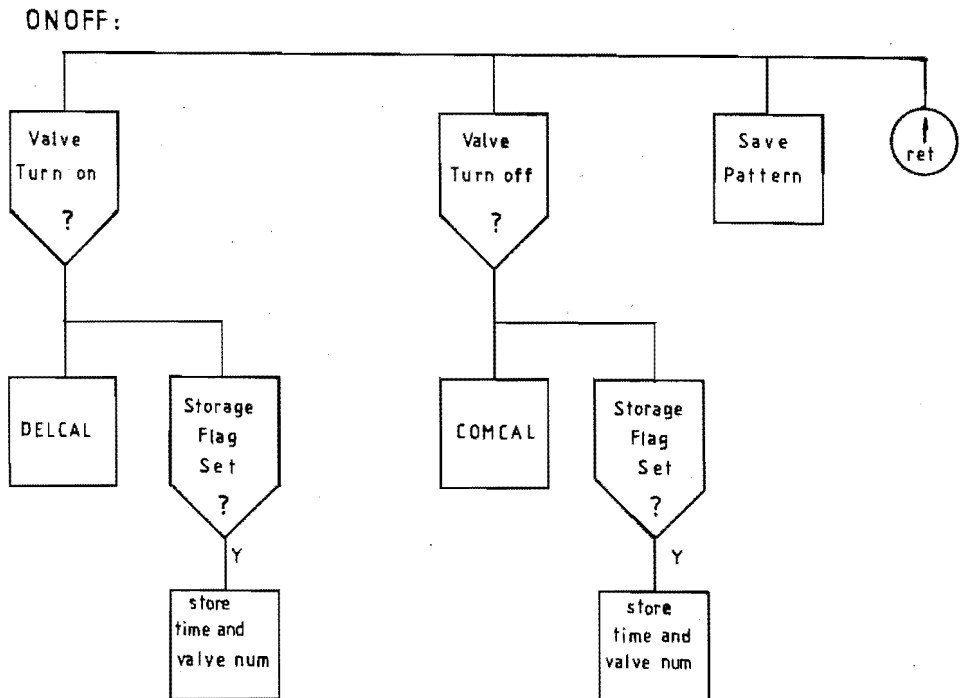 ONOFF:
Valve
Turn on
?
Valve
Turn off
?
Save
Pattern
ret
DELCAL
Storage
Flag
Set
?
COMCAL
Storage
Flag
Set
?
Y
Y
store
time and
valve num
store
time and
valve num